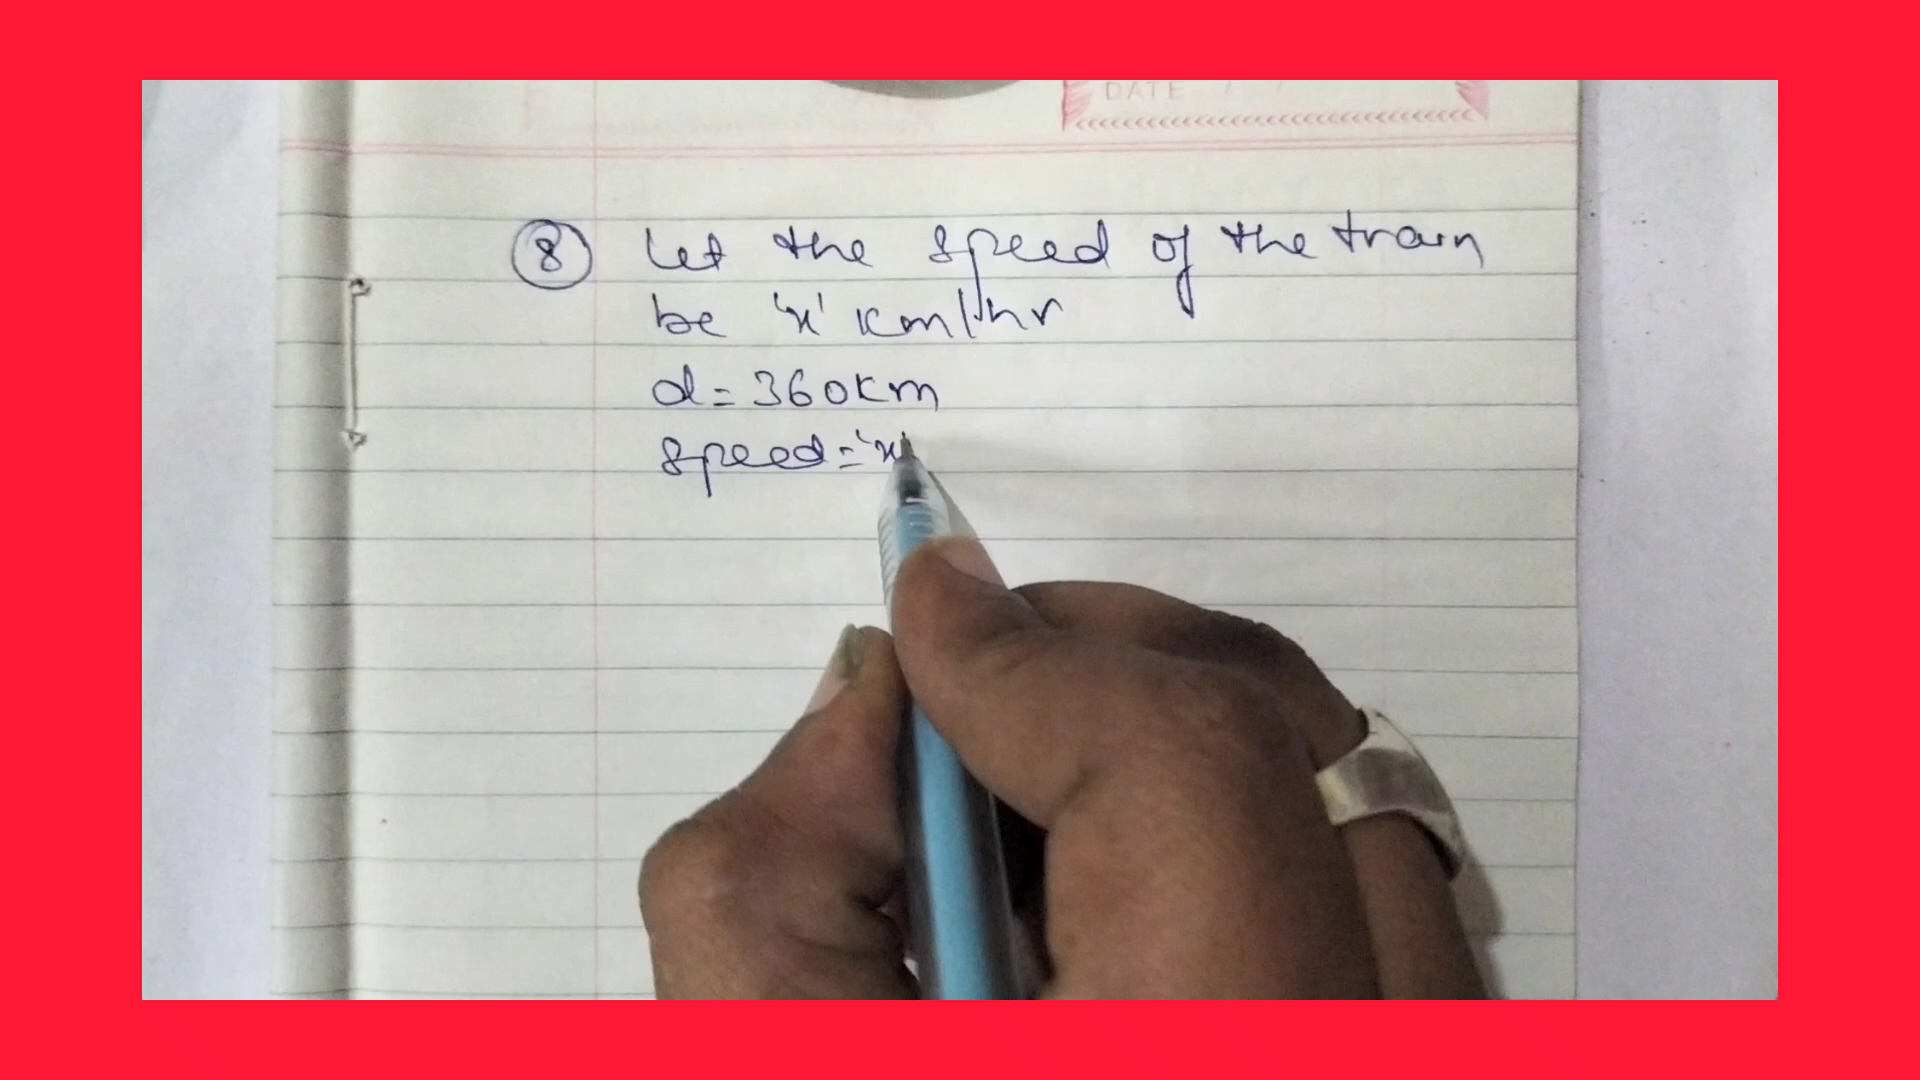 DATE / /
8 Let the speed of the train
be 'x' km/hr
d = 360km
speed = 'x'